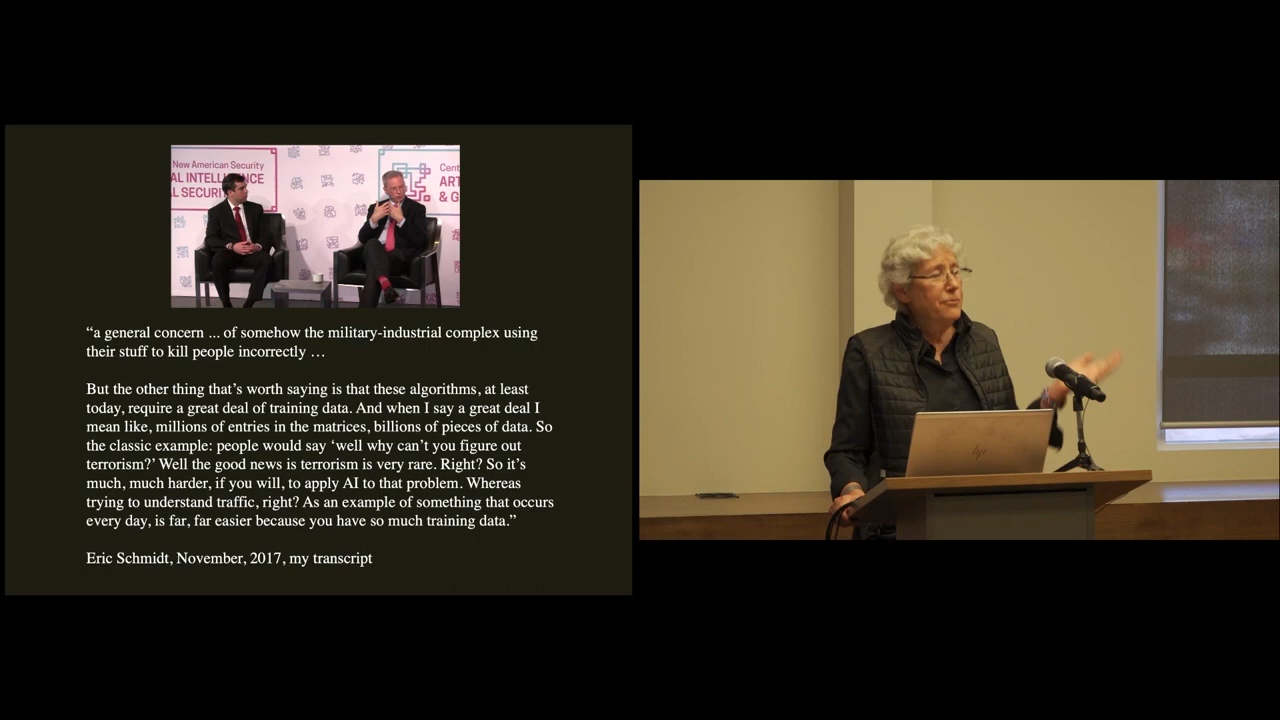 New American Security
AL INTELLIGENCE
L SECURI
Cent
ART
& G
“a general concern ... of somehow the military-industrial complex using
their stuff to kill people incorrectly …
But the other thing that’s worth saying is that these algorithms, at least
today, require a great deal of training data. And when I say a great deal I
mean like, millions of entries in the matrices, billions of pieces of data. So
the classic example: people would say ‘well why can’t you figure out
terrorism?’ Well the good news is terrorism is very rare. Right? So it’s
much, much harder, if you will, to apply AI to that problem. Whereas
trying to understand traffic, right? As an example of something that occurs
every day, is far, far easier because you have so much training data.”
Eric Schmidt, November, 2017, my transcript
hp